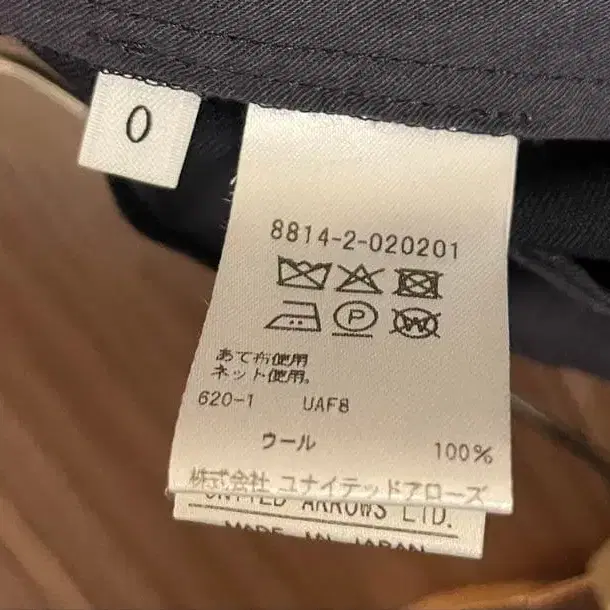 0
8814-2-020201
P
W
あて布使用
ネット使用。
620-1 UAF8
ウール 100%
株式会社 ユナイテッドアローズ
UNITED ARROWS LTD.
MADE IN JAPAN